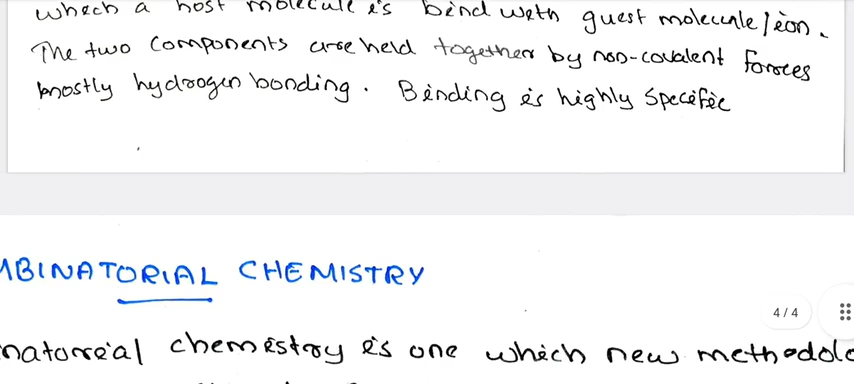 which a host molecule is bind with guest molecule/ion.
The two components are held together by non-covalent forces
mostly hydrogen bonding. Binding is highly specific
MBINATORIAL CHEMISTRY
4 / 4
natorial chemistry is one which new methodolo